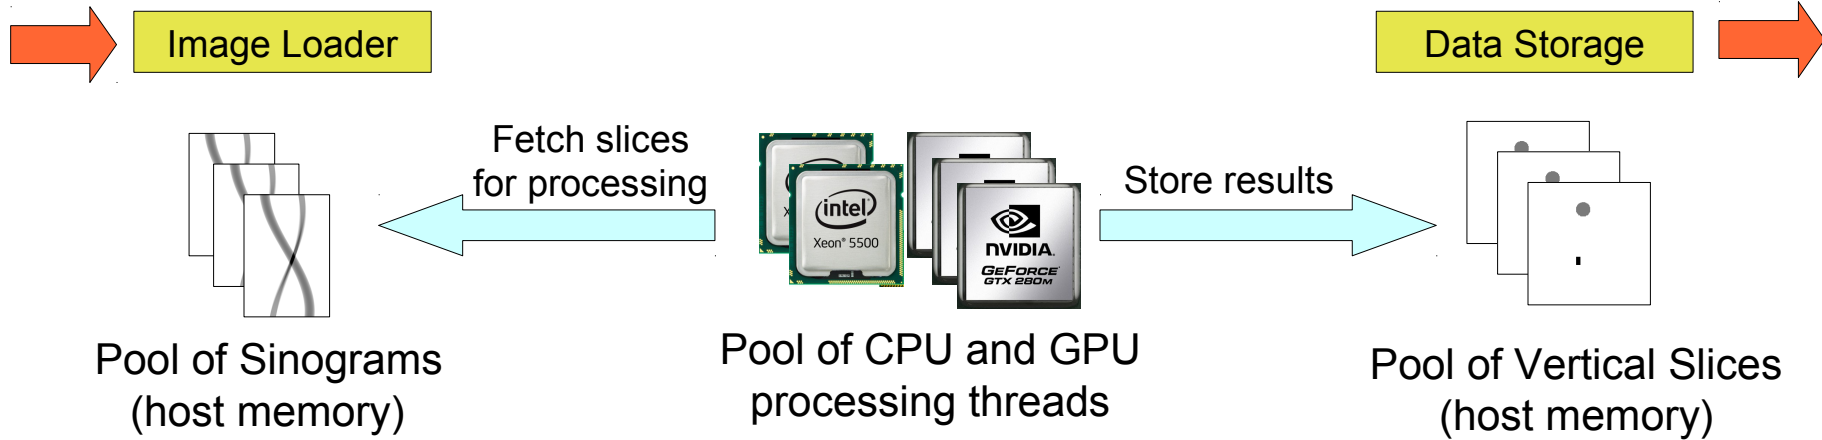 Image Loader
Data Storage
Fetch slices
for processing
intel
Xeon® 5500
NVIDIA.
GEFORCE
GTX 280M
Store results
Pool of Sinograms
(host memory)
Pool of CPU and GPU
processing threads
Pool of Vertical Slices
(host memory)